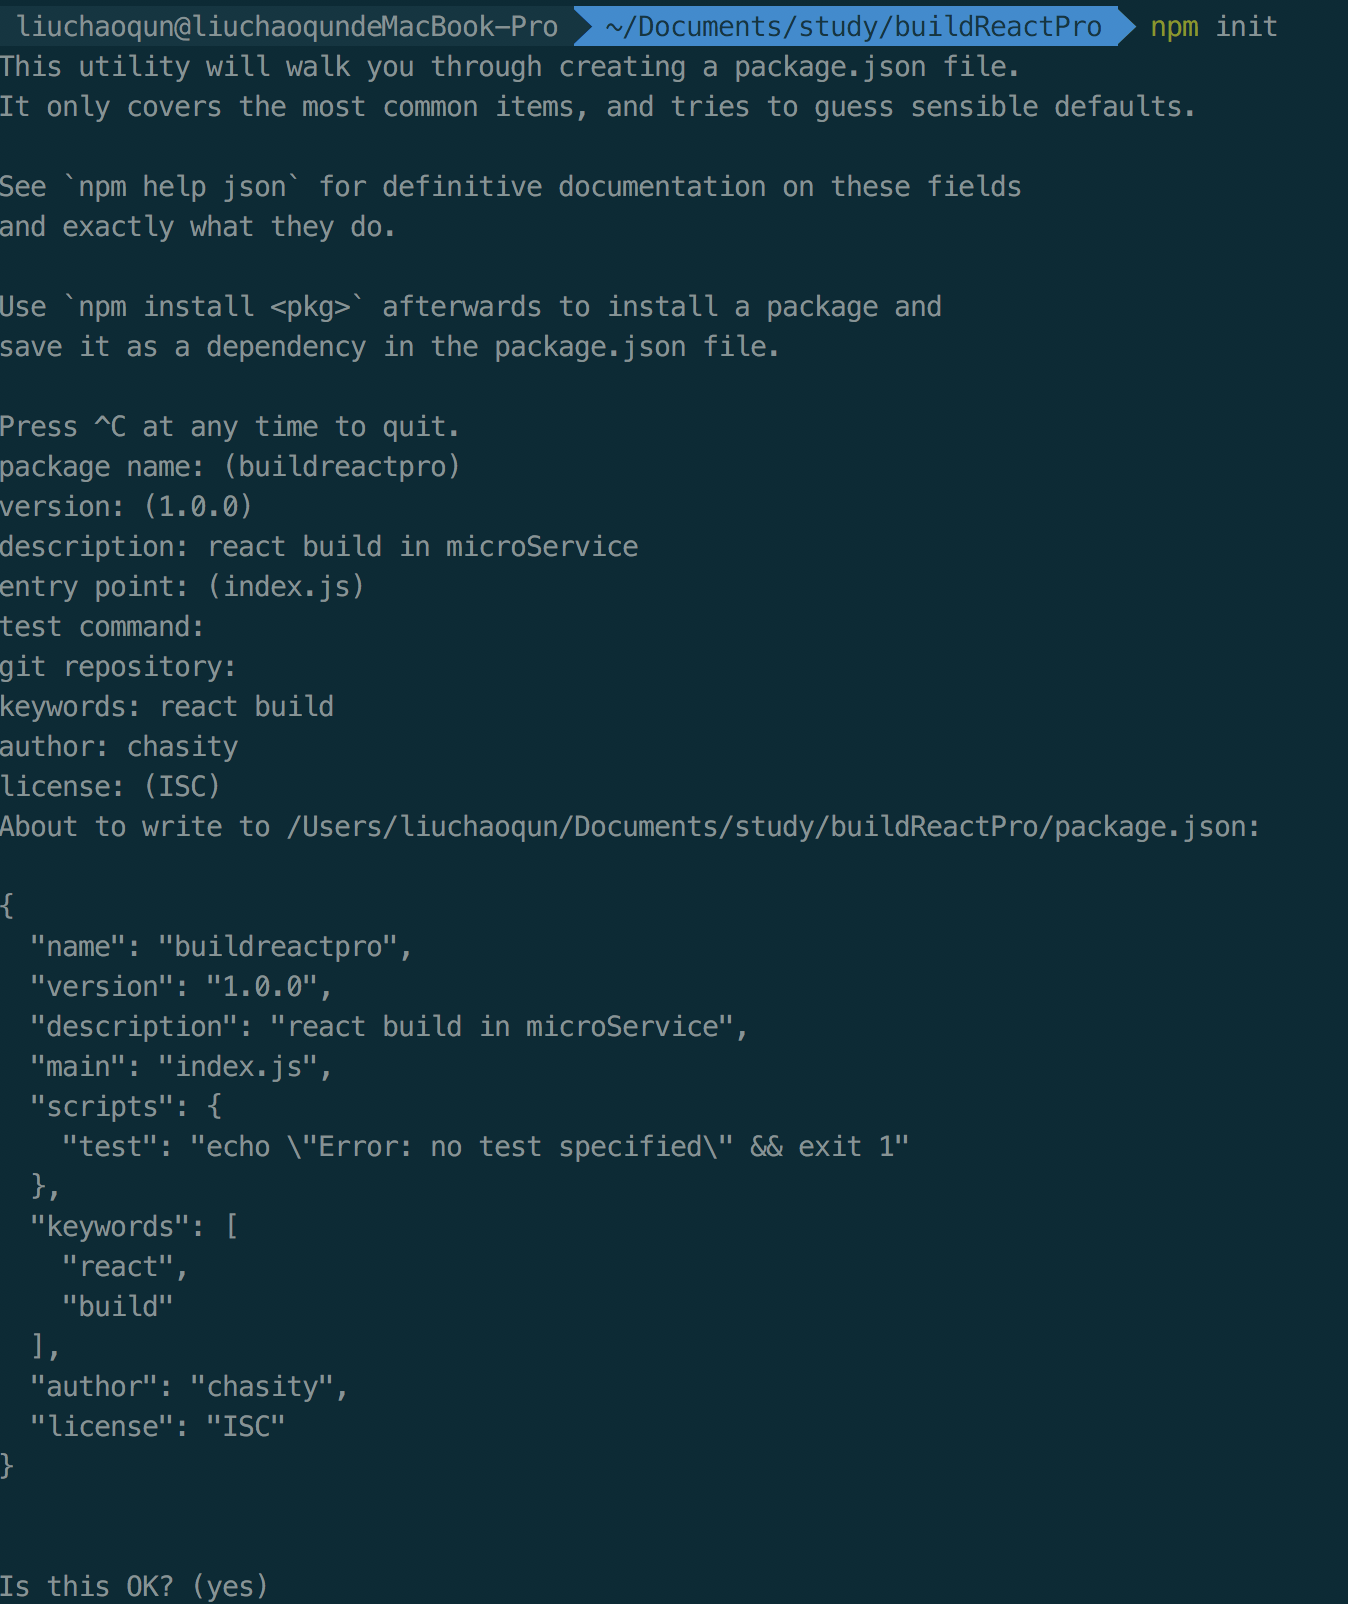 liuchaoqun@liuchaoqundeMacBook-Pro ~/Documents/study/buildReactPro npm init
This utility will walk you through creating a package.json file.
It only covers the most common items, and tries to guess sensible defaults.
See `npm help json` for definitive documentation on these fields
and exactly what they do.
Use `npm install <pkg>` afterwards to install a package and
save it as a dependency in the package.json file.
Press ^C at any time to quit.
package name: (buildreactpro)
version: (1.0.0)
description: react build in microService
entry point: (index.js)
test command:
git repository:
keywords: react build
author: chasity
license: (ISC)
About to write to /Users/liuchaoqun/Documents/study/buildReactPro/package.json:
{
  "name": "buildreactpro",
  "version": "1.0.0",
  "description": "react build in microService",
  "main": "index.js",
  "scripts": {
    "test": "echo \"Error: no test specified\" && exit 1"
  },
  "keywords": [
    "react",
    "build"
  ],
  "author": "chasity",
  "license": "ISC"
}
Is this OK? (yes)